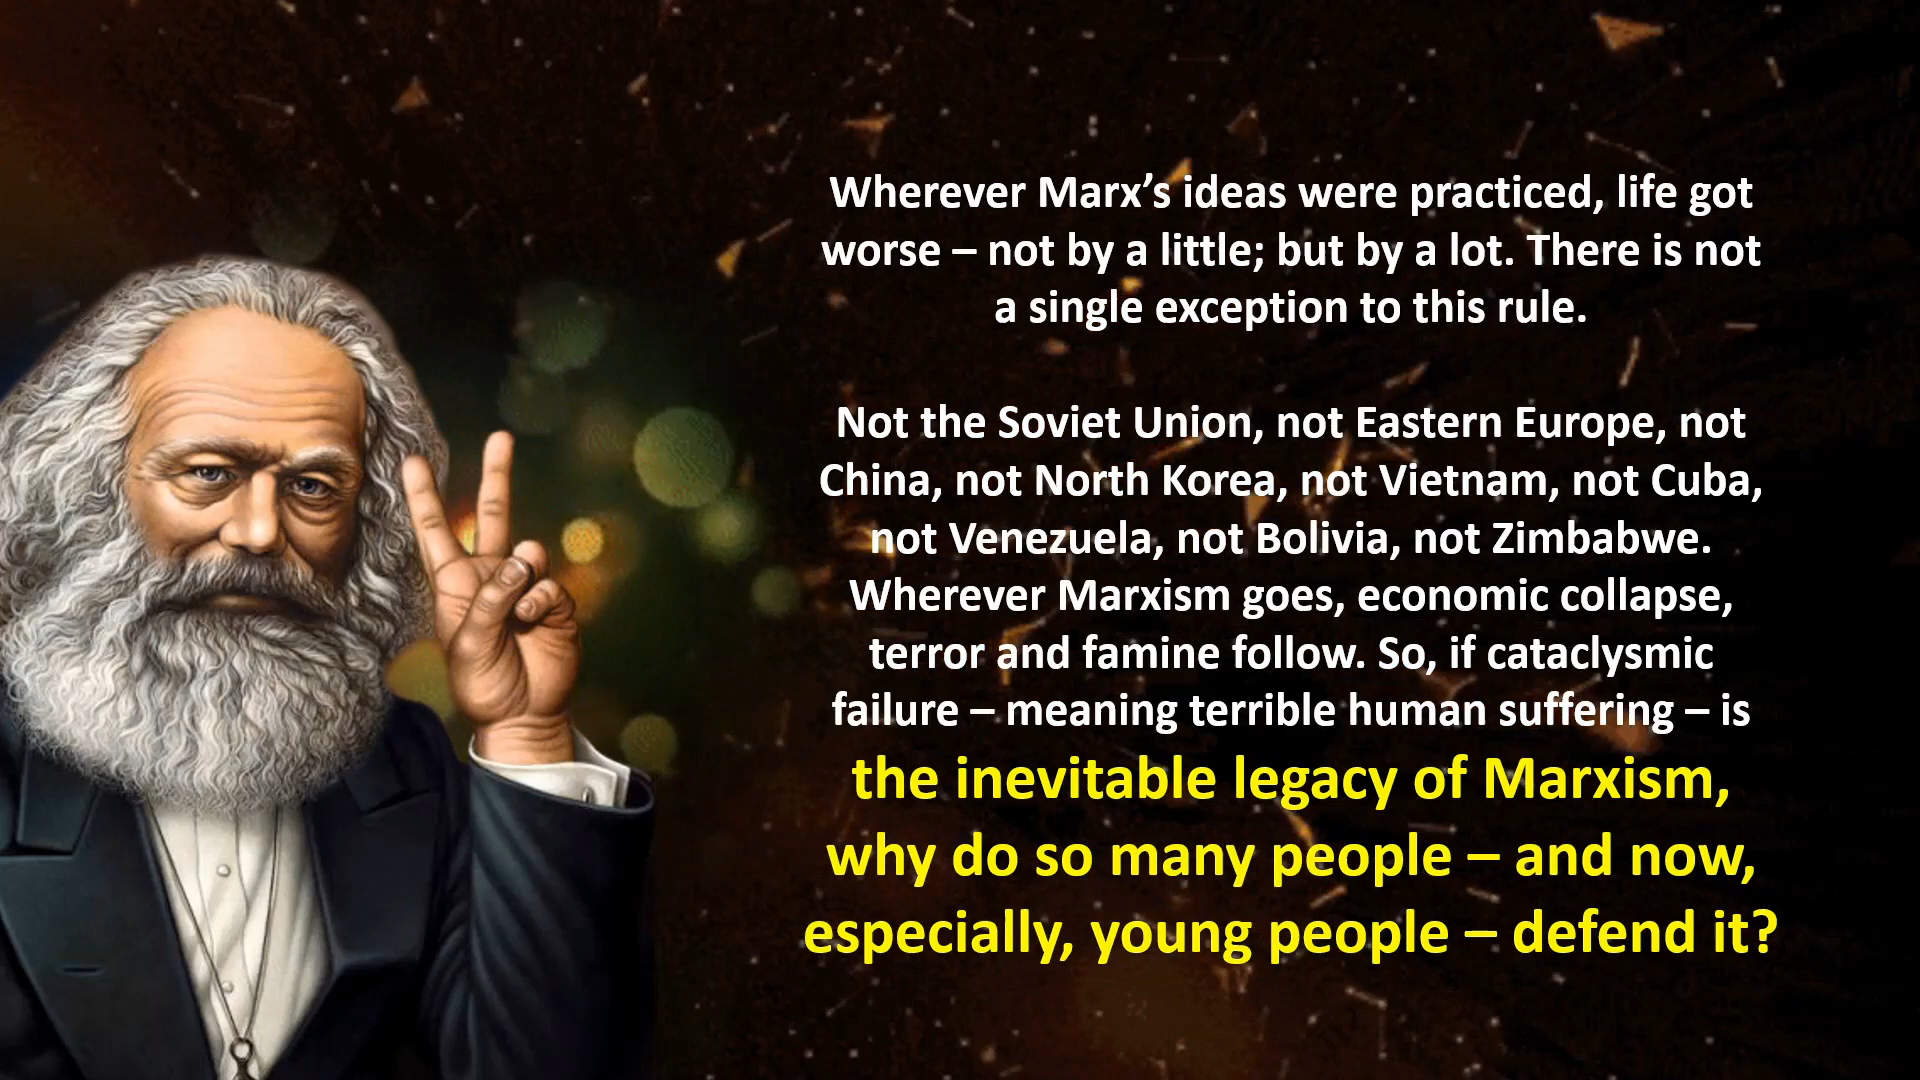 Wherever Marx’s ideas were practiced, life got
worse – not by a little; but by a lot. There is not
a single exception to this rule.
Not the Soviet Union, not Eastern Europe, not
China, not North Korea, not Vietnam, not Cuba,
not Venezuela, not Bolivia, not Zimbabwe.
Wherever Marxism goes, economic collapse,
terror and famine follow. So, if cataclysmic
failure – meaning terrible human suffering – is
the inevitable legacy of Marxism,
why do so many people – and now,
especially, young people – defend it?